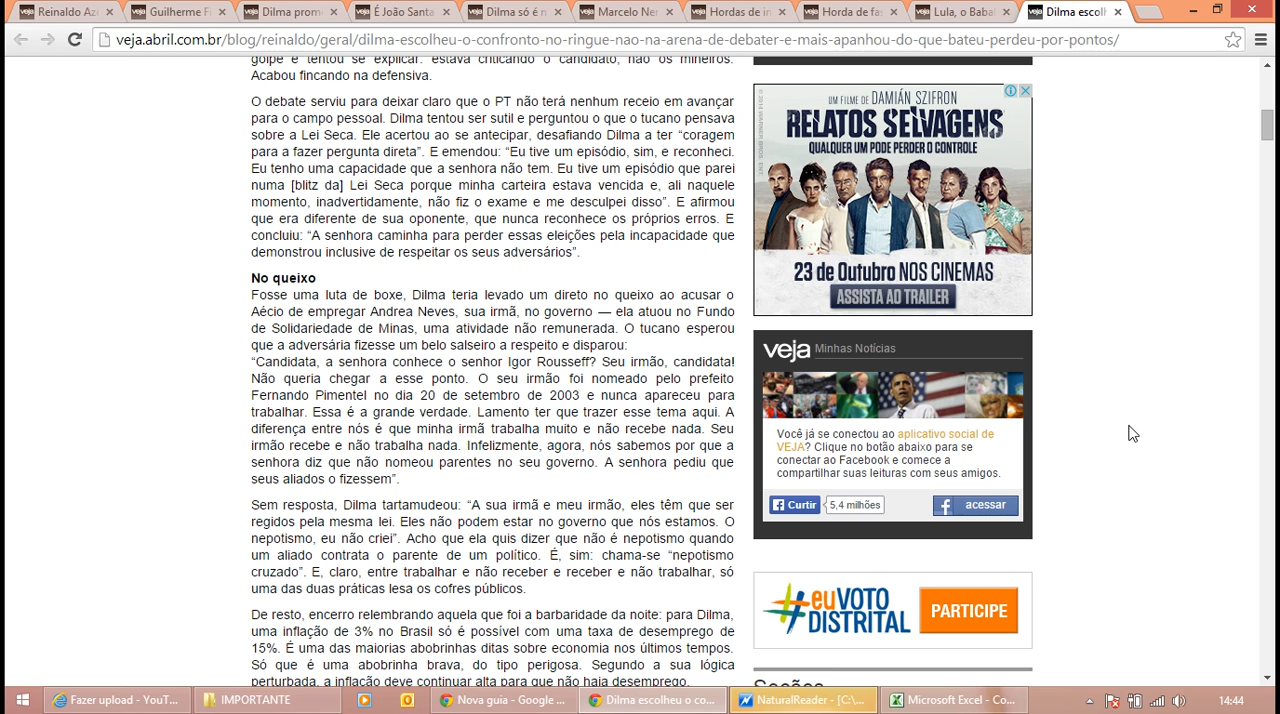 Reinaldo Az
Guilherme Fi
Dilma prom
É João Santa
Dilma só é n
Marcelo Ner
Hordas de in
Horda de fas
Lula, o Babal
Dilma escoll
veja.abril.com.br/blog/reinaldo/geral/dilma-escolheu-o-confronto-no-ringue-nao-na-arena-de-debater-e-mais-apanhou-do-que-bateu-perdeu-por-pontos/
golpe e tentou se explicar: estava criticando o candidato, não os mineiros.
Acabou fincando na defensiva.
O debate serviu para deixar claro que o PT não terá nenhum receio em avançar
para o campo pessoal. Dilma tentou ser sutil e perguntou o que o tucano pensava
sobre a Lei Seca. Ele acertou ao se antecipar, desafiando Dilma a ter “coragem
para a fazer pergunta direta”. E emendou: “Eu tive um episódio, sim, e reconheci.
Eu tenho uma capacidade que a senhora não tem. Eu tive um episódio que parei
numa [blitz da] Lei Seca porque minha carteira estava vencida e, ali naquele
momento, inadvertidamente, não fiz o exame e me desculpei disso”. E afirmou
que era diferente de sua oponente, que nunca reconhece os próprios erros. E
concluiu: “A senhora caminha para perder essas eleições pela incapacidade que
demonstrou inclusive de respeitar os seus adversários”.
No queixo
Fosse uma luta de boxe, Dilma teria levado um direto no queixo ao acusar o
Aécio de empregar Andrea Neves, sua irmã, no governo — ela atuou no Fundo
de Solidariedade de Minas, uma atividade não remunerada. O tucano esperou
que a adversária fizesse um belo salseiro a respeito e disparou:
“Candidata, a senhora conhece o senhor Igor Rousseff? Seu irmão, candidata!
Não queria chegar a esse ponto. O seu irmão foi nomeado pelo prefeito
Fernando Pimentel no dia 20 de setembro de 2003 e nunca apareceu para
trabalhar. Essa é a grande verdade. Lamento ter que trazer esse tema aqui. A
diferença entre nós é que minha irmã trabalha muito e não recebe nada. Seu
irmão recebe e não trabalha nada. Infelizmente, agora, nós sabemos por que a
senhora diz que não nomeou parentes no seu governo. A senhora pediu que
seus aliados o fizessem”.
Sem resposta, Dilma tartamudeou: “A sua irmã e meu irmão, eles têm que ser
regidos pela mesma lei. Eles não podem estar no governo que nós estamos. O
nepotismo, eu não criei”. Acho que ela quis dizer que não é nepotismo quando
um aliado contrata o parente de um político. É, sim: chama-se “nepotismo
cruzado”. E, claro, entre trabalhar e não receber e receber e não trabalhar, só
uma das duas práticas lesa os cofres públicos.
De resto, encerro relembrando aquela que foi a barbaridade da noite: para Dilma,
uma inflação de 3% no Brasil só é possível com uma taxa de desemprego de
15%. É uma das maiorias abobrinhas ditas sobre economia nos últimos tempos.
Só que é uma abobrinha brava, do tipo perigosa. Segundo a sua lógica
perturbada, a inflação deve continuar alta para que não haja desemprego.
UM FILME DE DAMIÁN SZIFRON
RELATOS SELVAGENS
QUALQUER UM PODE PERDER O CONTROLE
23 de Outubro NOS CINEMAS
ASSISTA AO TRAILER
veja Minhas Notícias
Você já se conectou ao aplicativo social de
VEJA? Clique no botão abaixo para se
conectar ao Facebook e comece a
compartilhar suas leituras com seus amigos.
Curtir
5,4 milhões
acessar
#euVOTO
DISTRITAL
PARTICIPE
Seções
Fazer upload - YouT...
IMPORTANTE
Nova guia - Google ...
Dilma escolheu o co...
NaturalReader - [C:\...
Microsoft Excel - Co...
14:44